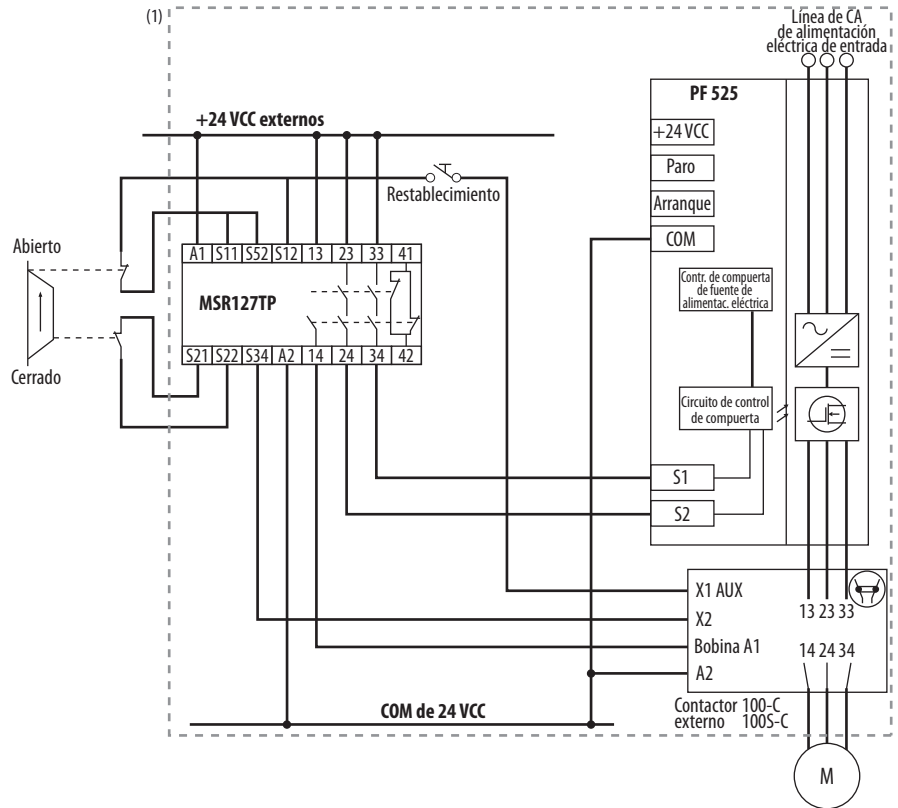 (1)
Línea de CA
de alimentación
eléctrica de entrada
PF 525
+24 VCC externos
+24 VCC
Paro
Restablecimiento
Arranque
COM
Abierto
A1 S11 S52 S12 13 23 33 41
MSR127TP
Contr. de compuerta
de fuente de
alimentac. eléctrica
S21 S22 S34 A2 14 24 34 42
Cerrado
Circuito de control
de compuerta
S1
S2
X1 AUX
X2
Bobina A1
A2
13 23 33
14 24 34
COM de 24 VCC
Contactor 100-C
externo 100S-C
M